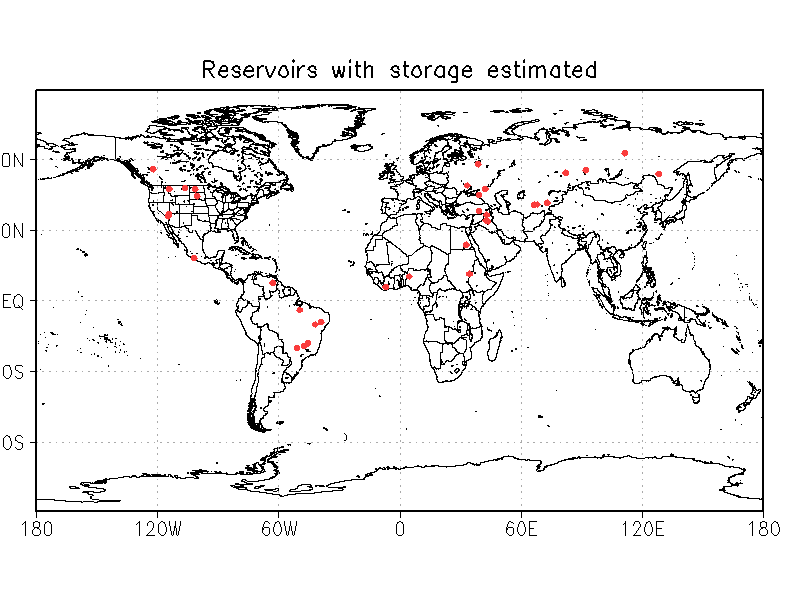 Reservoirs with storage estimated
0N
0N
EQ
0S
0S
180 120W 60W 0 60E 120E 180